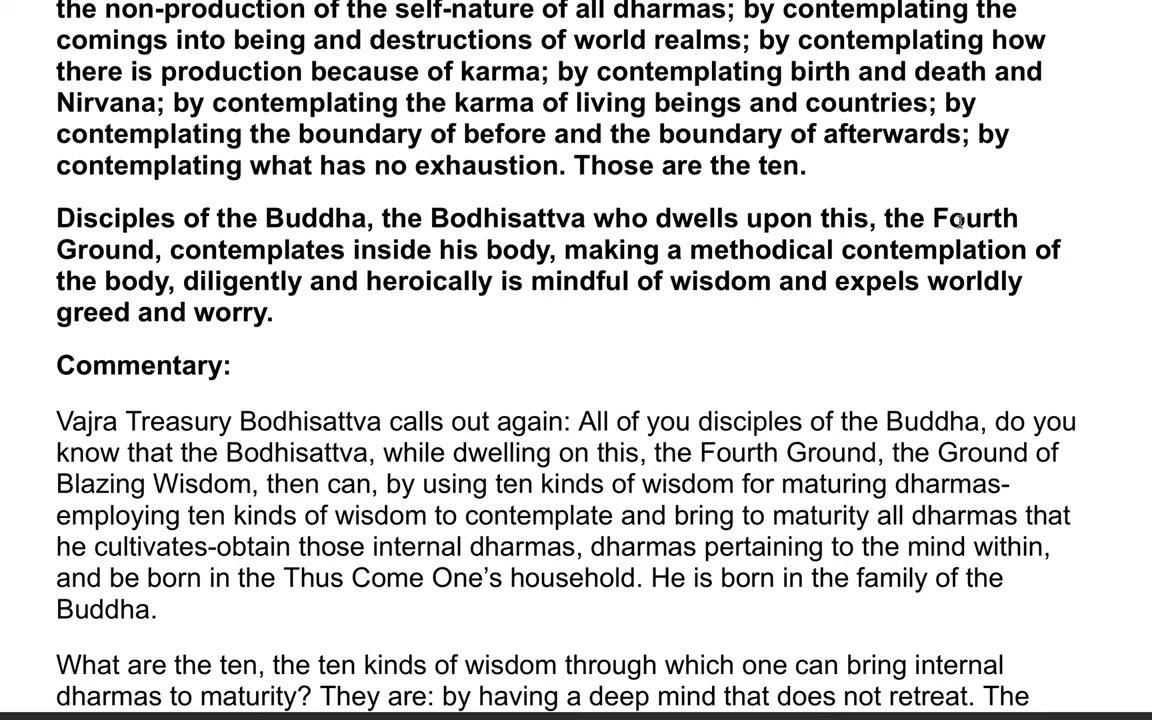 the non-production of the self-nature of all dharmas; by contemplating the
comings into being and destructions of world realms; by contemplating how
there is production because of karma; by contemplating birth and death and
Nirvana; by contemplating the karma of living beings and countries; by
contemplating the boundary of before and the boundary of afterwards; by
contemplating what has no exhaustion. Those are the ten.
Disciples of the Buddha, the Bodhisattva who dwells upon this, the Fourth
Ground, contemplates inside his body, making a methodical contemplation of
the body, diligently and heroically is mindful of wisdom and expels worldly
greed and worry.
Commentary:
Vajra Treasury Bodhisattva calls out again: All of you disciples of the Buddha, do you
know that the Bodhisattva, while dwelling on this, the Fourth Ground, the Ground of
Blazing Wisdom, then can, by using ten kinds of wisdom for maturing dharmas-
employing ten kinds of wisdom to contemplate and bring to maturity all dharmas that
he cultivates-obtain those internal dharmas, dharmas pertaining to the mind within,
and be born in the Thus Come One’s household. He is born in the family of the
Buddha.
What are the ten, the ten kinds of wisdom through which one can bring internal
dharmas to maturity? They are: by having a deep mind that does not retreat. The